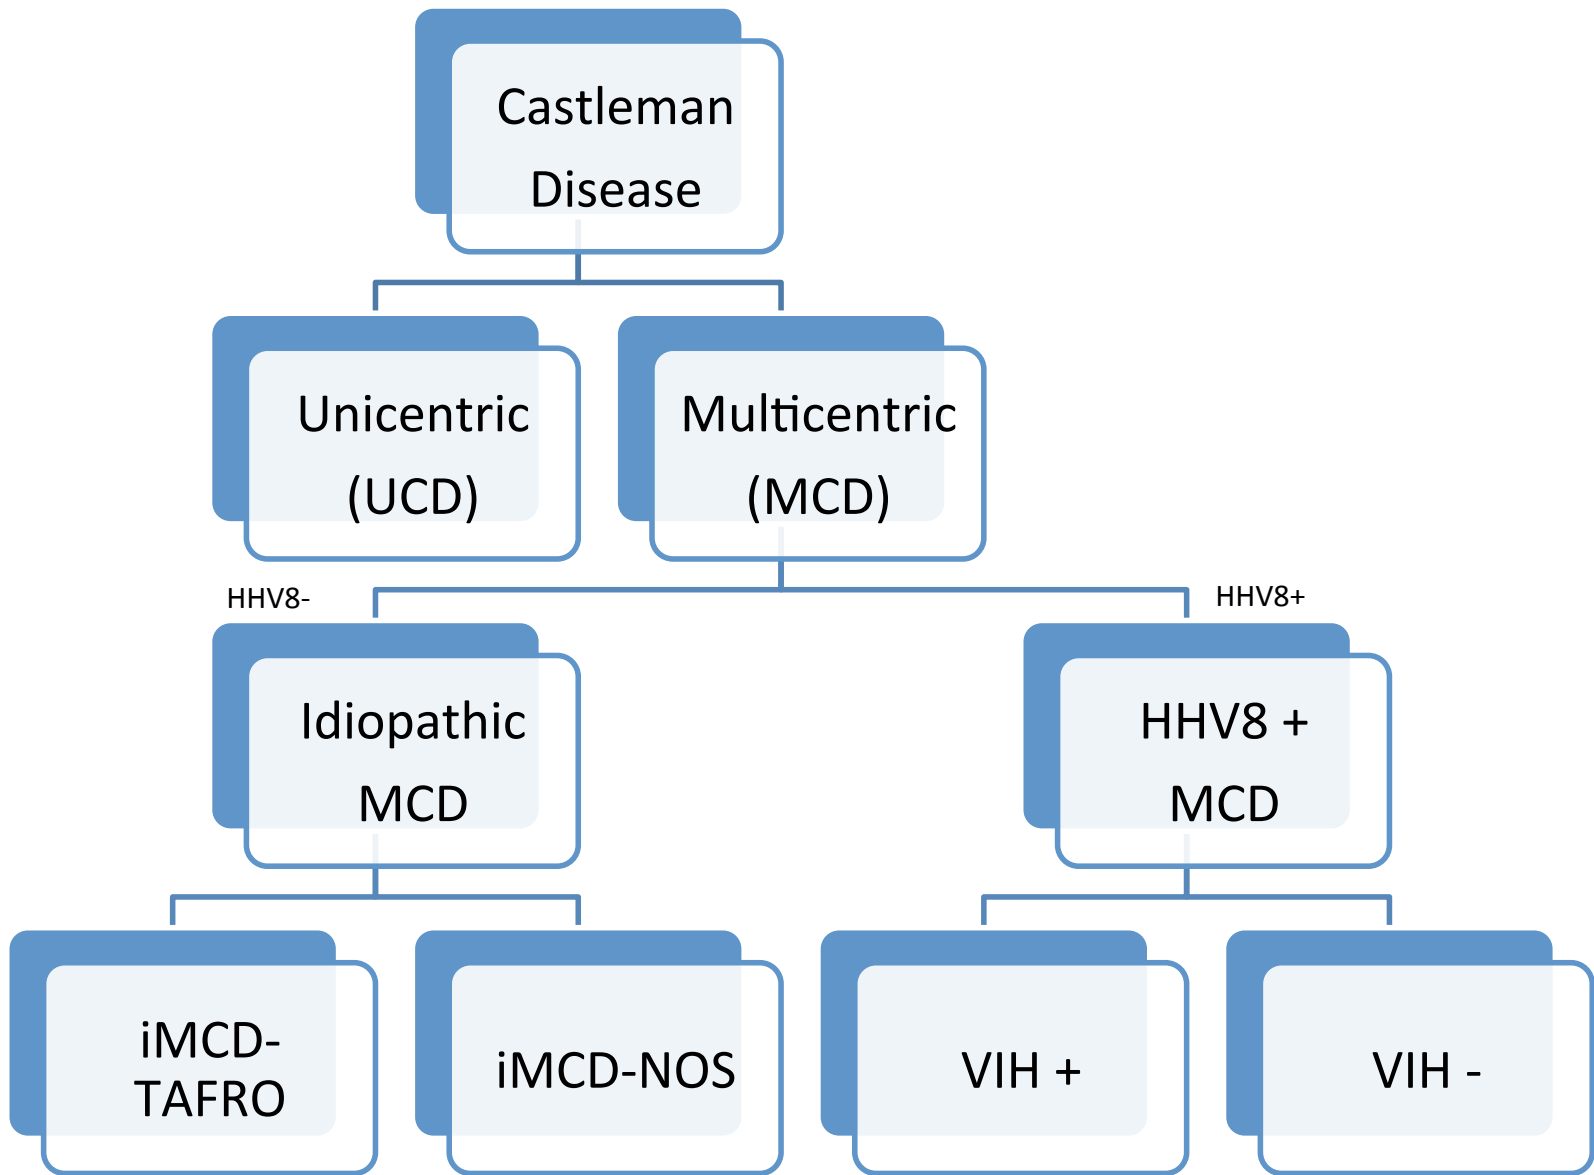 Castleman
Disease
Unicentric
(UCD)
Multicentric
(MCD)
HHV8-
HHV8+
Idiopathic
MCD
HHV8 +
MCD
iMCD-
TAFRO
iMCD-NOS
VIH +
VIH -